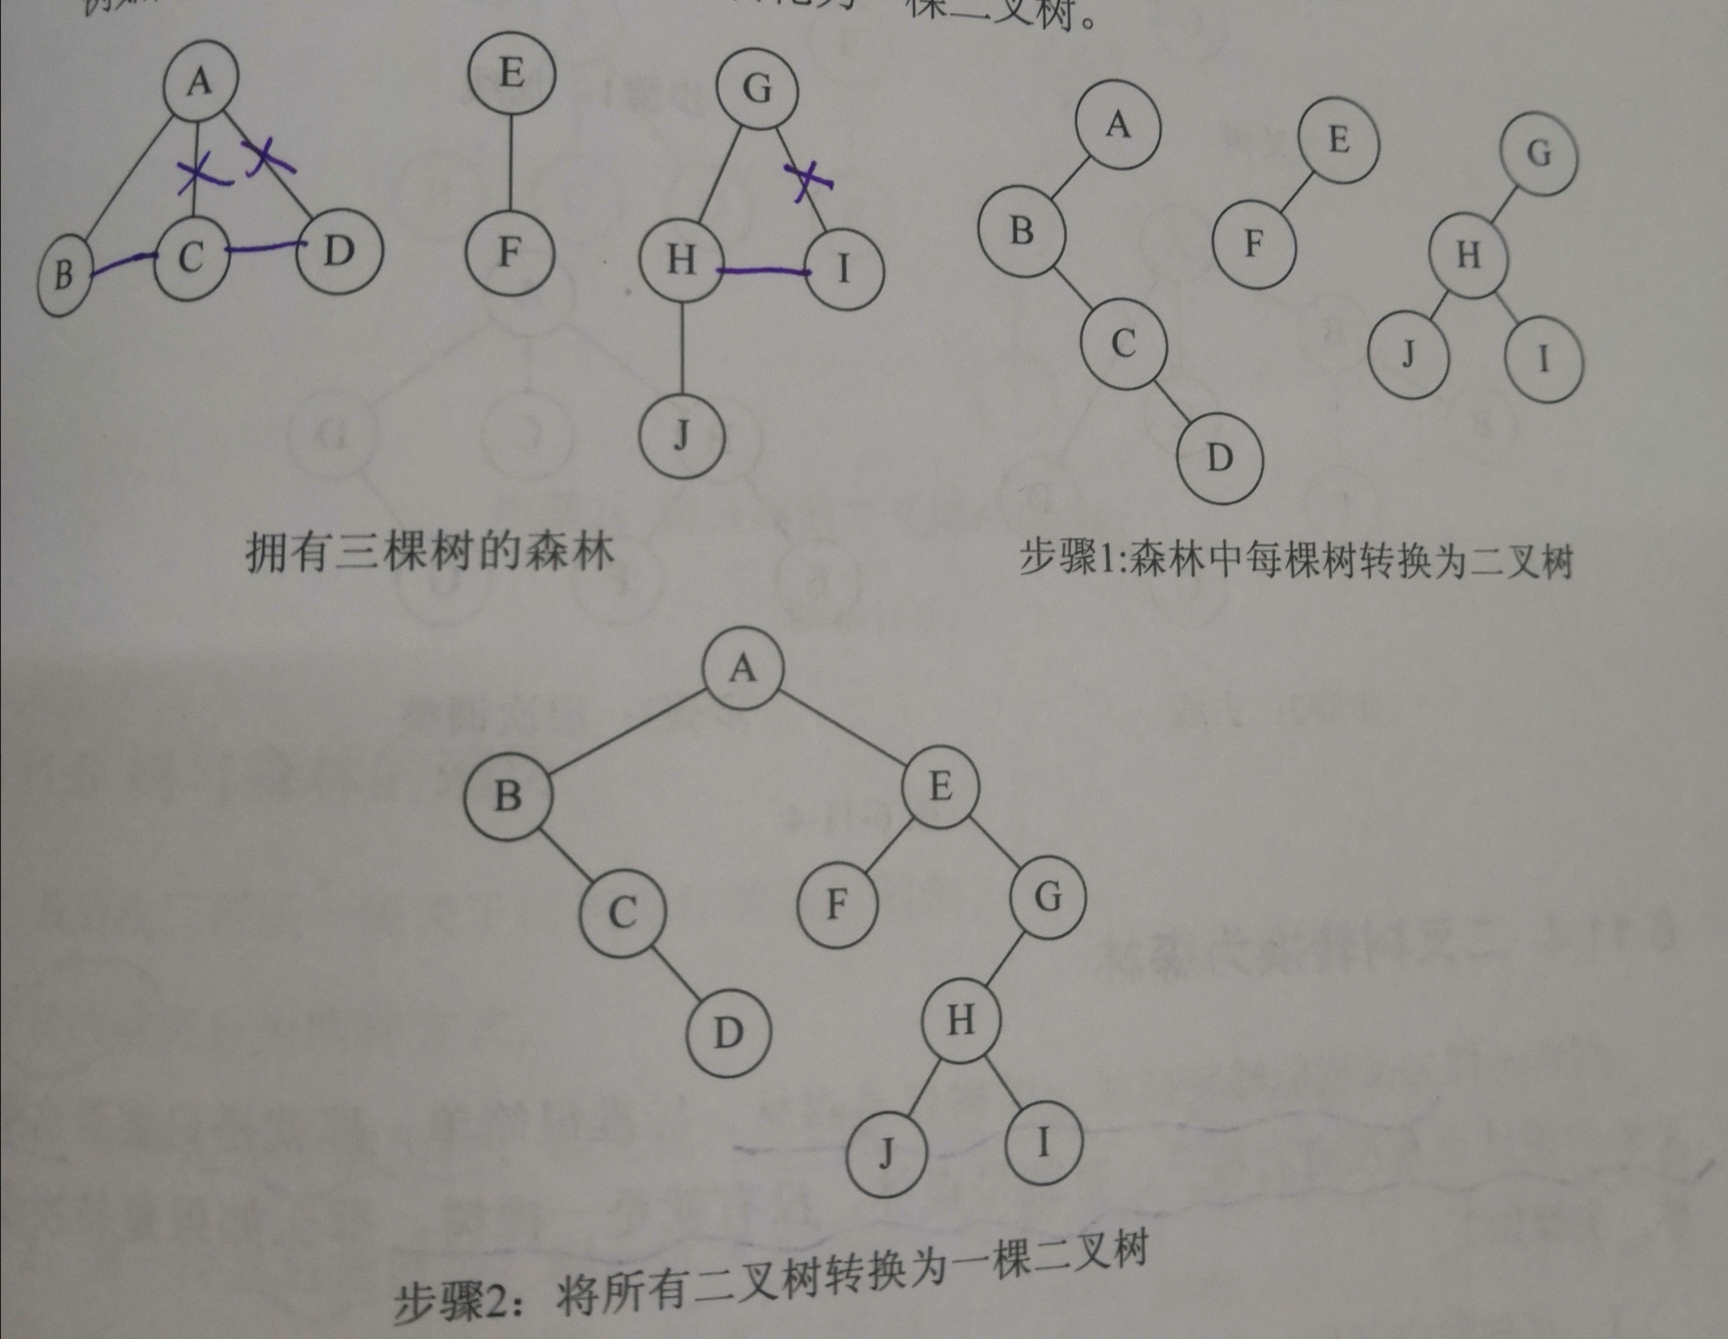 一棵二叉树。
A E G
B C D F H I
J
A E G
B F H
C J I
D
拥有三棵树的森林
步骤1:森林中每棵树转换为二叉树
A
B E
C F G
D H
J I
步骤2：将所有二叉树转换为一棵二叉树